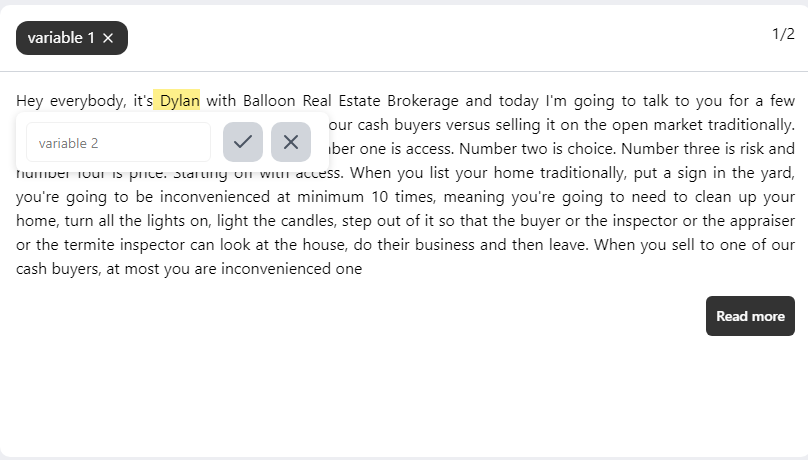 variable 1
1/2
Hey everybody, it's Dylan with Balloon Real Estate Brokerage and today I'm going to talk to you for a few
our cash buyers versus selling it on the open market traditionally.
variable 2
one is access. Number two is choice. Number three is risk and
number four is price. Starting off with access. When you list your home traditionally, put a sign in the yard,
you're going to be inconvenienced at minimum 10 times, meaning you're going to need to clean up your
home, turn all the lights on, light the candles, step out of it so that the buyer or the inspector or the appraiser
or the termite inspector can look at the house, do their business and then leave. When you sell to one of our
cash buyers, at most you are inconvenienced one
Read more